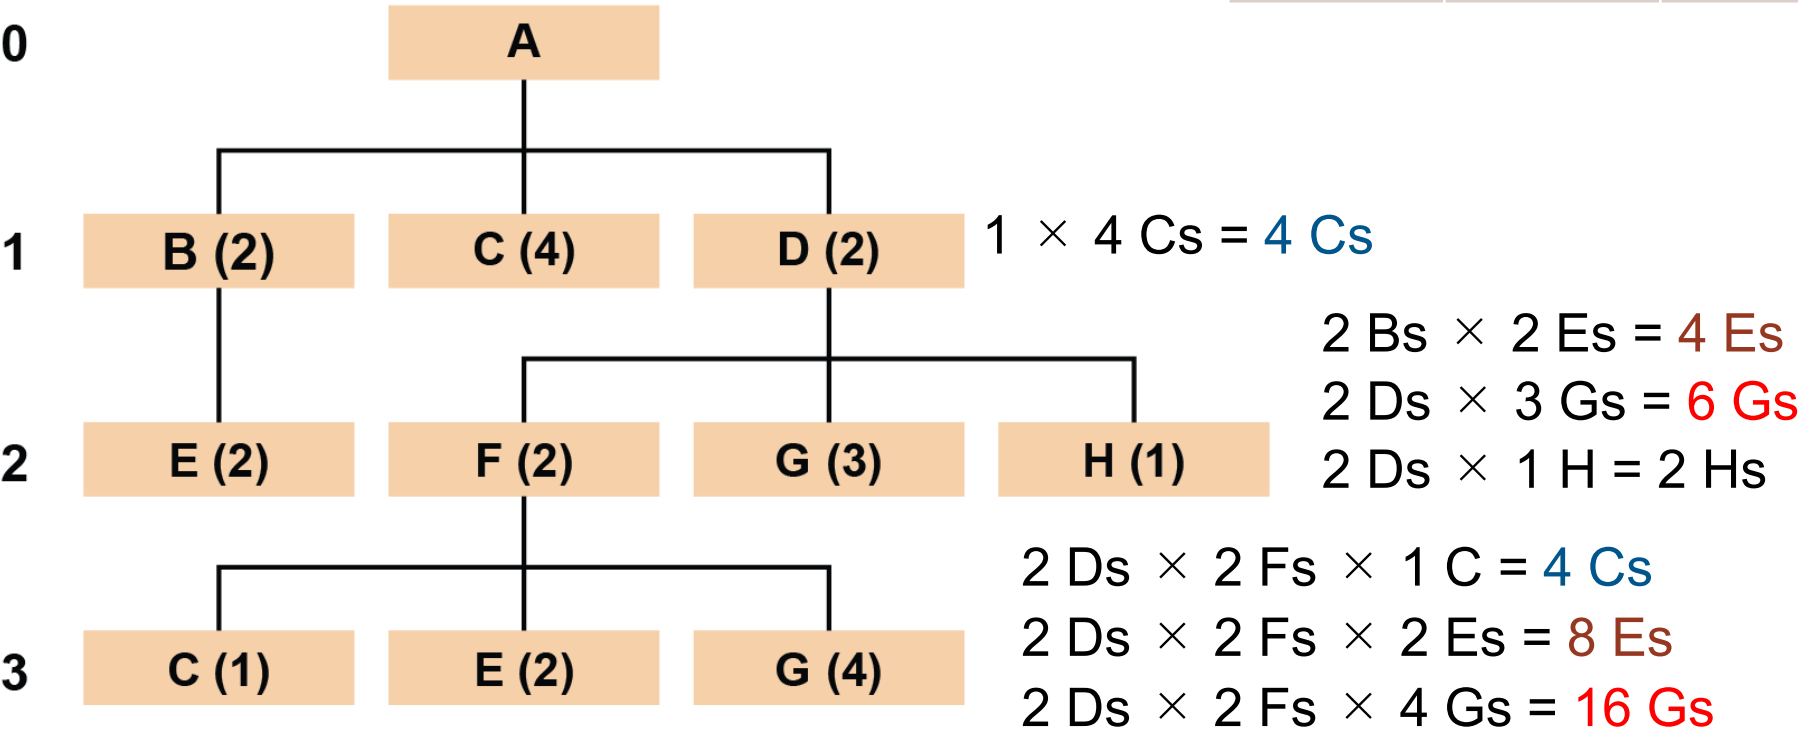 0 A
1 B (2) C (4) D (2) 1 × 4 Cs = 4 Cs
2 Bs × 2 Es = 4 Es
2 Ds × 3 Gs = 6 Gs
2 E (2) F (2) G (3) H (1) 2 Ds × 1 H = 2 Hs
2 Ds × 2 Fs × 1 C = 4 Cs
2 Ds × 2 Fs × 2 Es = 8 Es
3 C (1) E (2) G (4) 2 Ds × 2 Fs × 4 Gs = 16 Gs